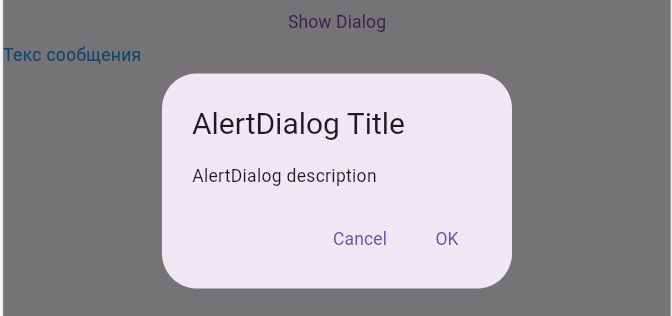 Show Dialog
Текс сообщения
AlertDialog Title
AlertDialog description
Cancel OK